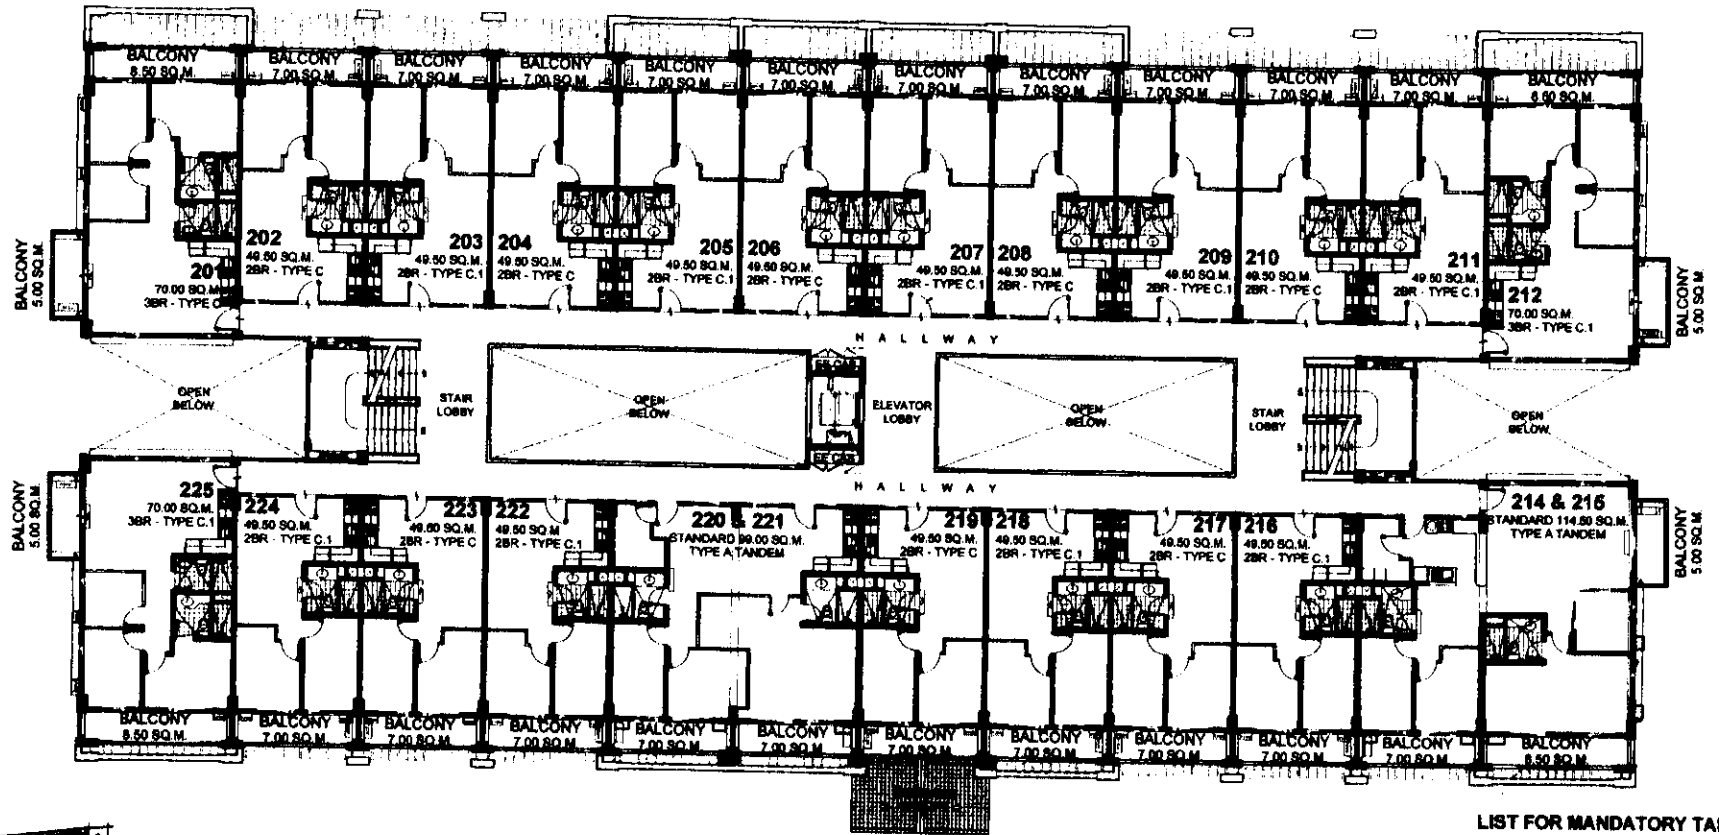 BALCONY
8.50 SQ.M.
BALCONY
7.00 SQ.M
BALCONY
7.00 SQ.M
BALCONY
7.00 SQ.M
BALCONY
7.00 SQ.M
BALCONY
7.00 SQ.M
BALCONY
7.00 SQ.M
BALCONY
7.00 SQ.M
BALCONY
7.00 SQ.M
BALCONY
7.00 SQ.M
BALCONY
7.00 SQ.M
BALCONY
8.50 SQ.M.
BALCONY
5.00 SQ.M.
201
70.00 SQ.M.
3BR - TYPE C
202
49.50 SQ.M.
2BR - TYPE C
203
49.50 SQ.M.
2BR - TYPE C.1
204
49.50 SQ.M.
2BR - TYPE C
205
49.50 SQ.M.
2BR - TYPE C.1
206
49.50 SQ.M.
2BR - TYPE C
207
49.50 SQ.M.
2BR - TYPE C.1
208
49.50 SQ.M.
2BR - TYPE C
209
49.50 SQ.M.
2BR - TYPE C.1
210
49.50 SQ.M.
2BR - TYPE C
211
49.50 SQ.M.
2BR - TYPE C.1
212
70.00 SQ.M.
3BR - TYPE C.1
BALCONY
5.00 SQ.M.
HALLWAY
OPEN
BELOW
STAIR
LOBBY
OPEN
BELOW
ELEVATOR
LOBBY
OPEN
BELOW
STAIR
LOBBY
OPEN
BELOW
HALLWAY
BALCONY
5.00 SQ.M.
225
70.00 SQ.M.
3BR - TYPE C.1
224
49.50 SQ.M.
2BR - TYPE C.1
223
49.50 SQ.M.
2BR - TYPE C
222
49.50 SQ.M
2BR - TYPE C.1
220 & 221
STANDARD 99.00 SQ.M.
TYPE A TANDEM
219
49.50 SQ.M.
2BR - TYPE C
218
49.50 SQ.M.
2BR - TYPE C.1
217
49.50 SQ.M.
2BR - TYPE C
216
49.50 SQ.M.
2BR - TYPE C.1
214 & 215
STANDARD 114.50 SQ.M.
TYPE A TANDEM
BALCONY
5.00 SQ.M.
BALCONY
8.50 SQ.M.
BALCONY
7.00 SQ.M
BALCONY
7.00 SQ.M
BALCONY
7.00 SQ.M
BALCONY
7.00 SQ.M
BALCONY
7.00 SQ.M
BALCONY
7.00 SQ.M
BALCONY
7.00 SQ.M
BALCONY
7.00 SQ.M
BALCONY
7.00 SQ.M
BALCONY
7.00 SQ.M
BALCONY
8.50 SQ.M.
LIST FOR MANDATORY